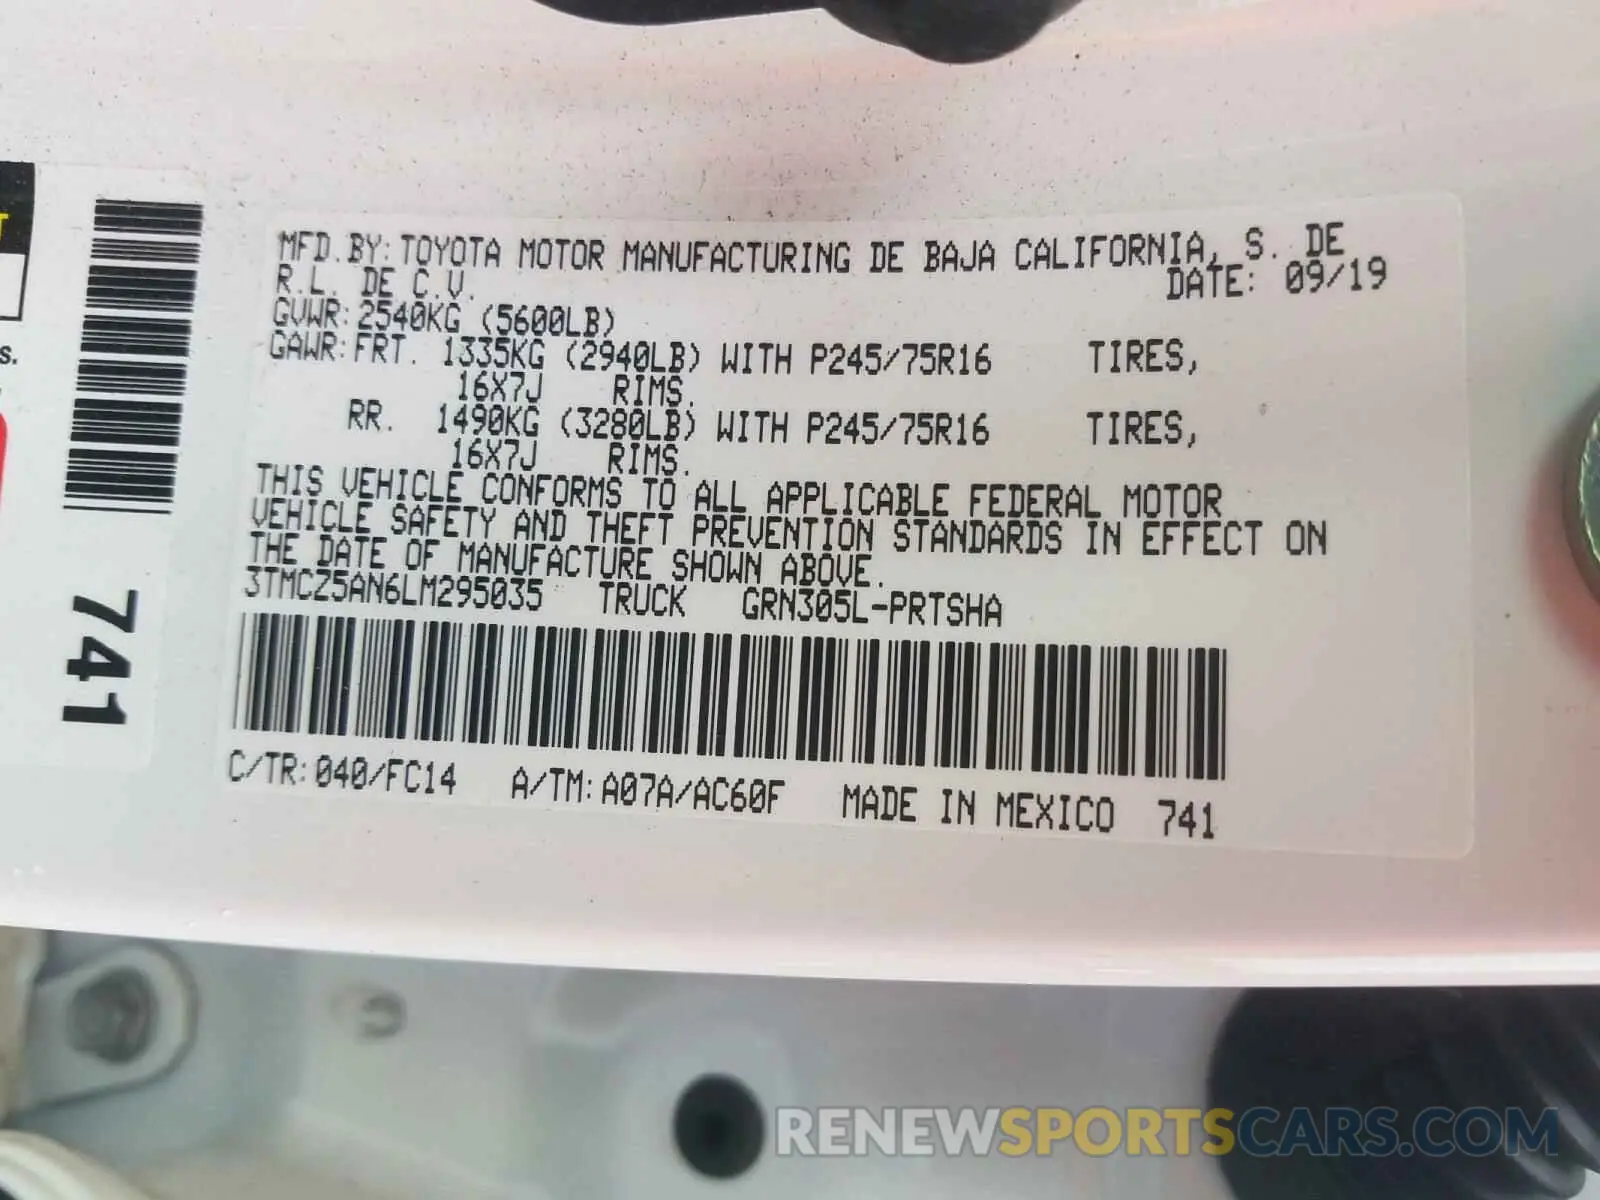 MFD.BY: TOYOTA MOTOR MANUFACTURING DE BAJA CALIFORNIA, S. DE
R.L. DE C.V. DATE: 09/19
GVWR: 2540KG (5600LB)
GAWR: FRT. 1335KG (2940LB) WITH P245/75R16 TIRES,
16X7J RIMS.
RR. 1490KG (3280LB) WITH P245/75R16 TIRES,
16X7J RIMS.
THIS VEHICLE CONFORMS TO ALL APPLICABLE FEDERAL MOTOR
VEHICLE SAFETY AND THEFT PREVENTION STANDARDS IN EFFECT ON
THE DATE OF MANUFACTURE SHOWN ABOVE.
3TMCZ5AN6LM295035 TRUCK GRN305L-PRTSHA
C/TR: 040/FC14 A/TM: A07A/AC60F MADE IN MEXICO 741
741
RENEWSPORTSCARS.COM